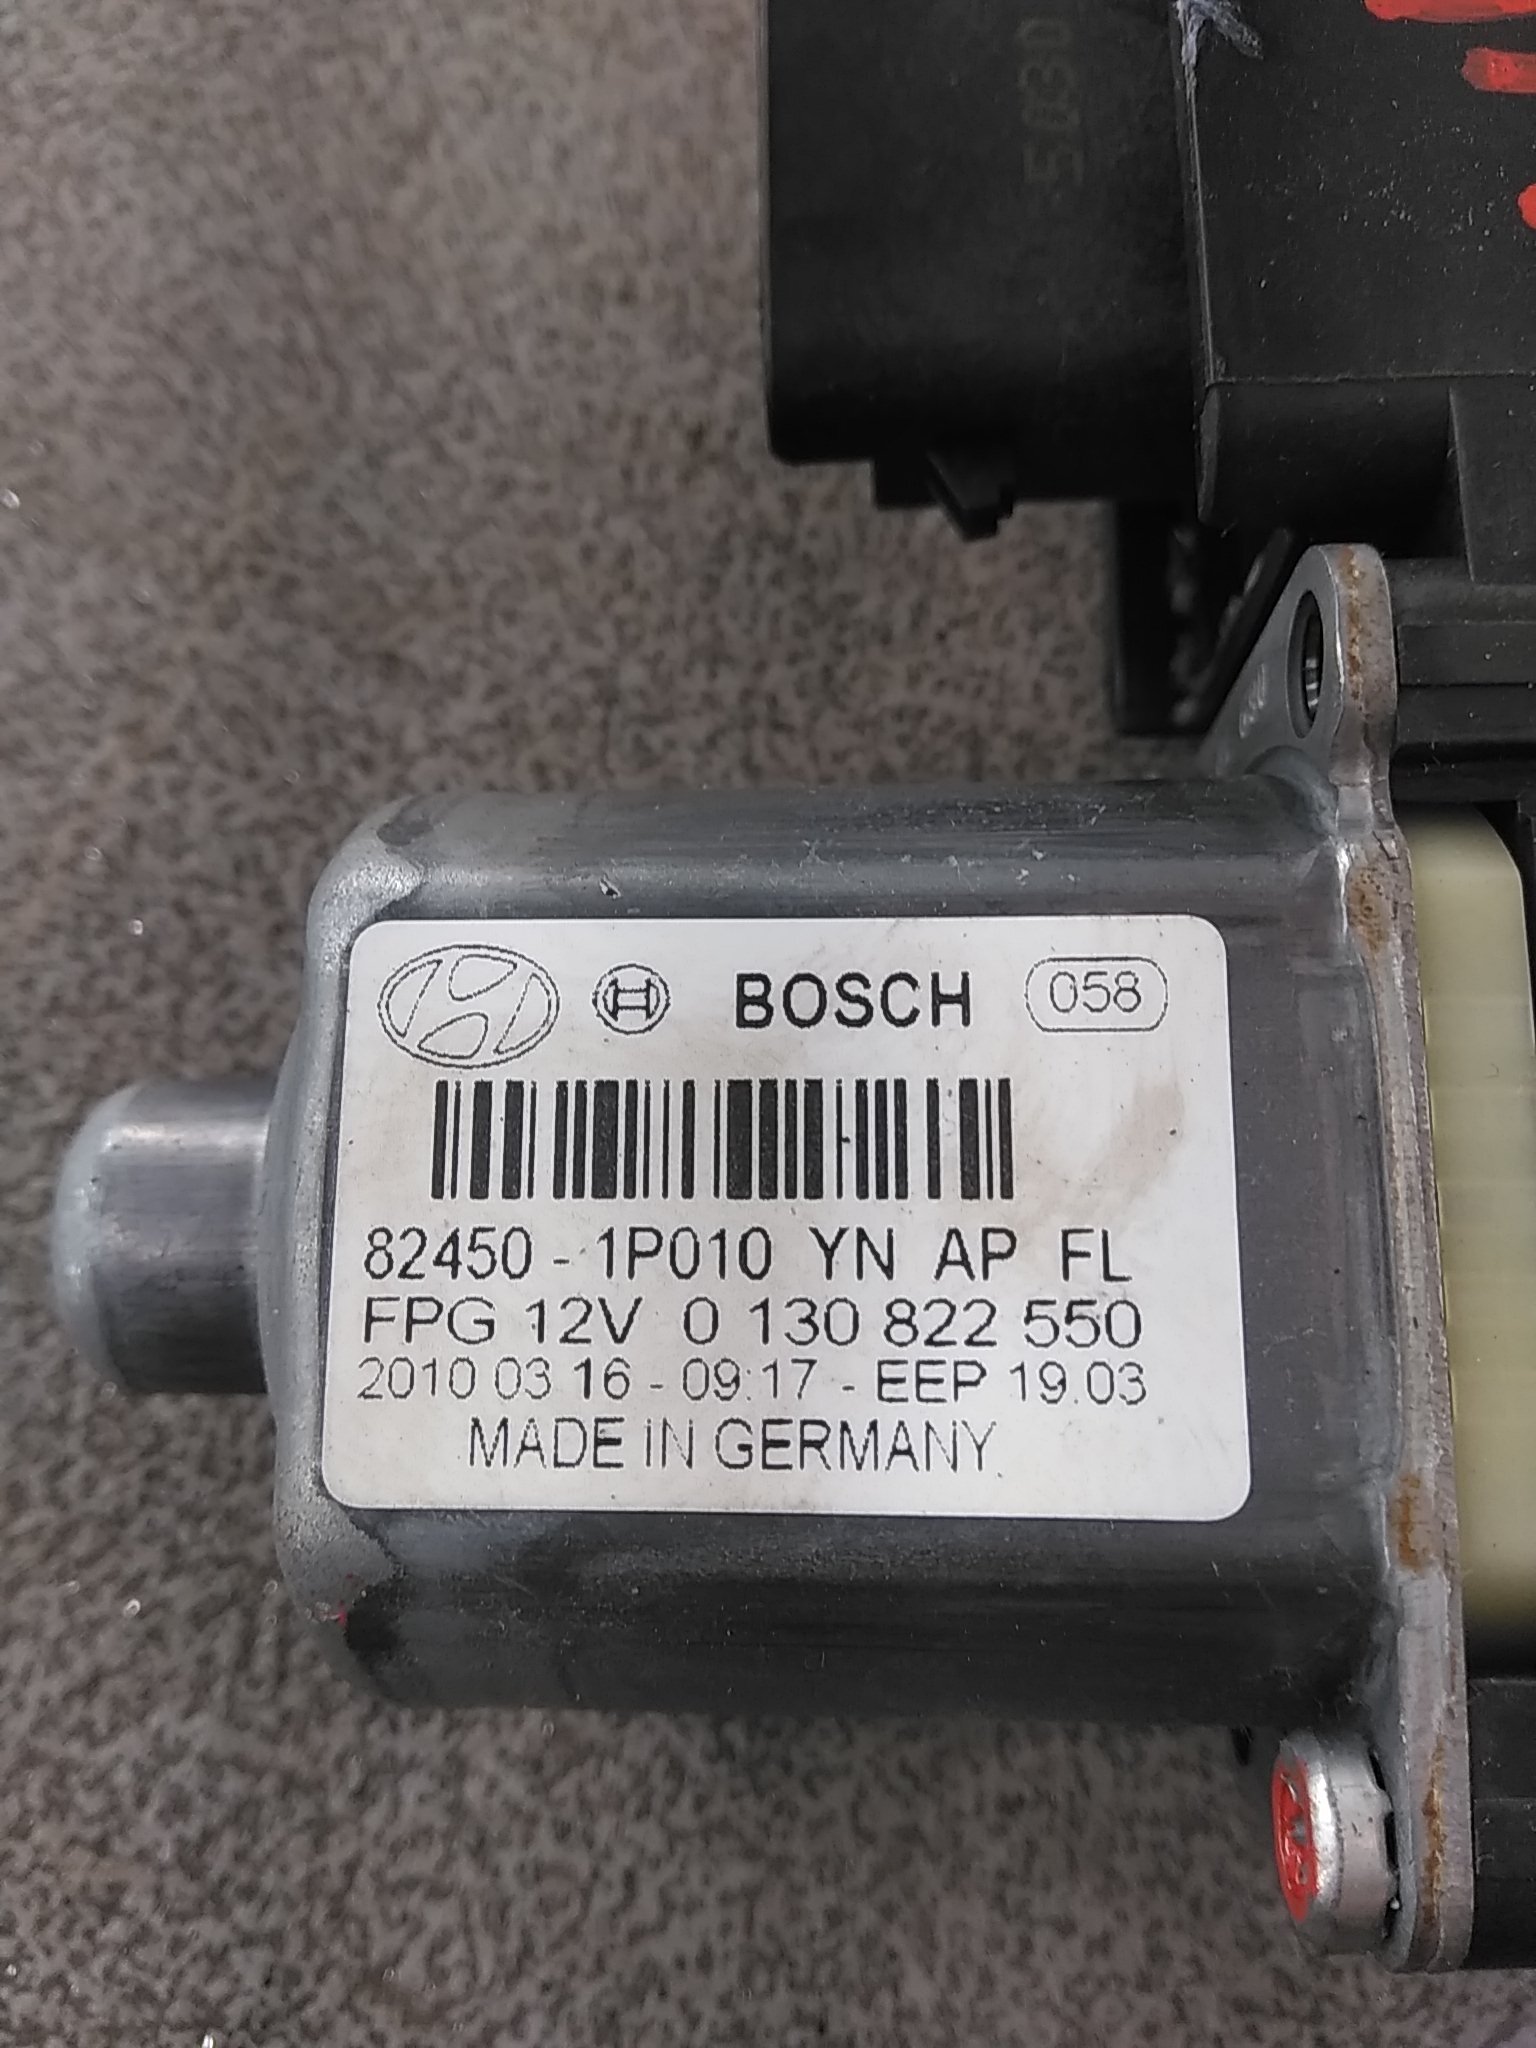 5030
BOSCH 058
82450 - 1P010 YN AP FL
FPG 12V 0 130 822 550
2010 03 16 - 09:17 - EEP 19.03
MADE IN GERMANY